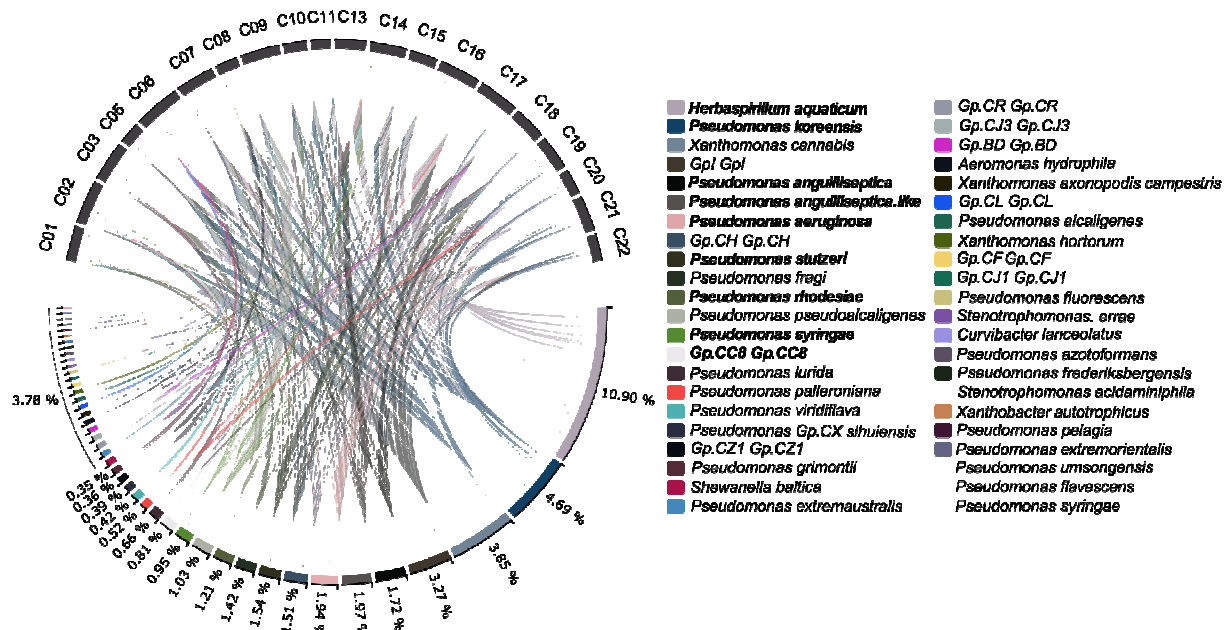 C01
C02
C03
C05
C06
C07
C08
C09
C10
C11
C13
C14
C15
C16
C17
C18
C19
C20
C21
C22
10.90 %
4.69 %
3.85 %
3.27 %
1.72 %
1.97 %
1.94 %
1.51 %
1.54 %
1.42 %
1.21 %
1.03 %
0.95 %
0.81 %
0.66 %
0.52 %
0.42 %
0.39 %
0.36 %
0.35 %
3.78 %
Herbaspirillum aquaticum
Pseudomonas koreensis
Xanthomonas cannabis
GpI GpI
Pseudomonas anguilliseptica
Pseudomonas anguilliseptica.like
Pseudomonas aeruginosa
Gp.CH Gp.CH
Pseudomonas stutzeri
Pseudomonas fragi
Pseudomonas rhodesiae
Pseudomonas pseudoalcaligenes
Pseudomonas syringae
Gp.CC8 Gp.CC8
Pseudomonas lurida
Pseudomonas palleroniana
Pseudomonas viridiflava
Pseudomonas Gp.CX sihuiensis
Gp.CZ1 Gp.CZ1
Pseudomonas grimontii
Shewanella baltica
Pseudomonas extremaustralis
Gp.CR Gp.CR
Gp.CJ3 Gp.CJ3
Gp.BD Gp.BD
Aeromonas hydrophila
Xanthomonas axonopodis campestris
Gp.CL Gp.CL
Pseudomonas alcaligenes
Xanthomonas hortorum
Gp.CF Gp.CF
Gp.CJ1 Gp.CJ1
Pseudomonas fluorescens
Stenotrophomonas. errae
Curvibacter lanceolatus
Pseudomonas azotoformans
Pseudomonas frederiksbergensis
Stenotrophomonas acidaminiphila
Xanthobacter autotrophicus
Pseudomonas pelagia
Pseudomonas extremorientalis
Pseudomonas umsongensis
Pseudomonas flavescens
Pseudomonas syringae